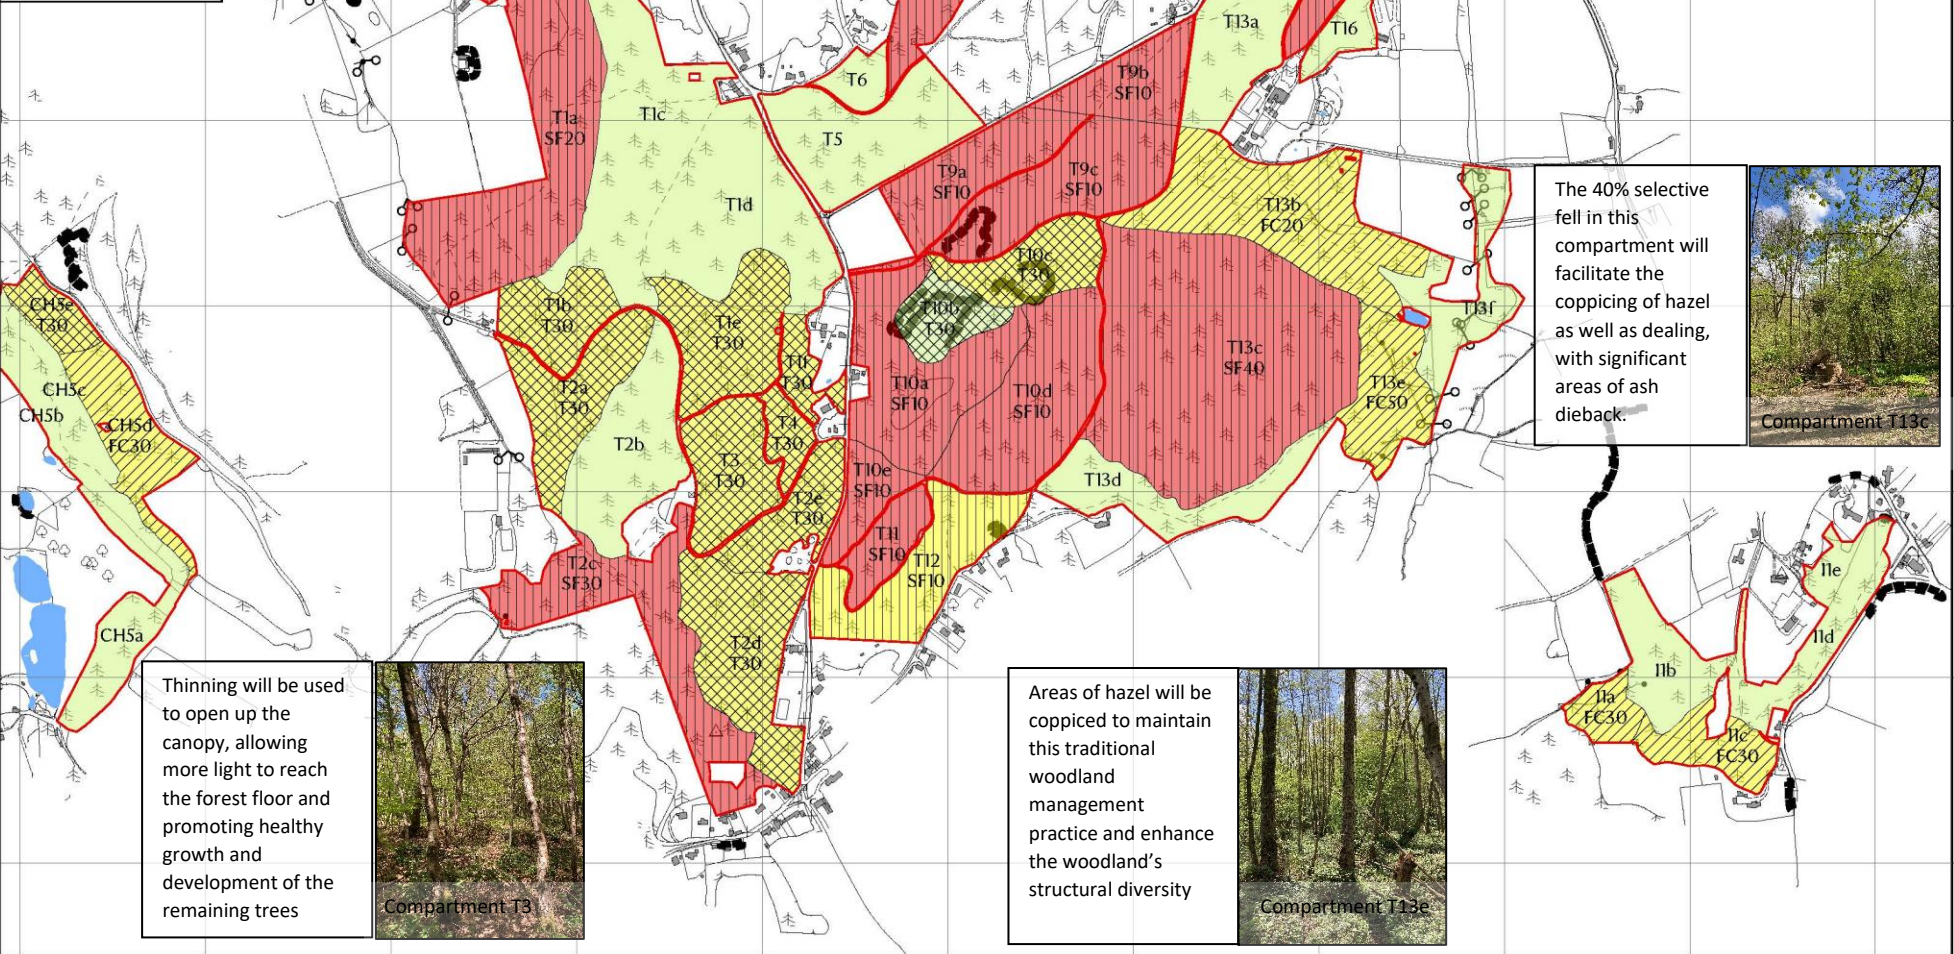 T13a
T16
T6
T9b
SF10
T1a
SF20
T1c
T5
T9a
SF10
T9c
SF10
T1d
T13b
FC20
The 40% selective
fell in this
compartment will
facilitate the
coppicing of hazel
as well as dealing,
with significant
areas of ash
dieback.
Compartment T13c
CH5e
T30
T1b
T30
T1e
T30
T10c
T30
T10b
T30
T13f
T13c
SF40
T1f
T30
CH5c
CH5b
CH5d
FC30
T2a
T30
T10a
SF10
T10d
SF10
T13e
FC50
T2b
T4
T30
T3
T30
T10e
SF10
T13d
T2e
T30
T11
SF10
T12
SF10
T2c
SF30
I1e
CH5a
I1d
T2d
T30
I1b
I1a
FC30
I1c
FC30
Thinning will be used
to open up the
canopy, allowing
more light to reach
the forest floor and
promoting healthy
growth and
development of the
remaining trees
Compartment T3
Areas of hazel will be
coppiced to maintain
this traditional
woodland
management
practice and enhance
the woodland’s
structural diversity
Compartment T13e